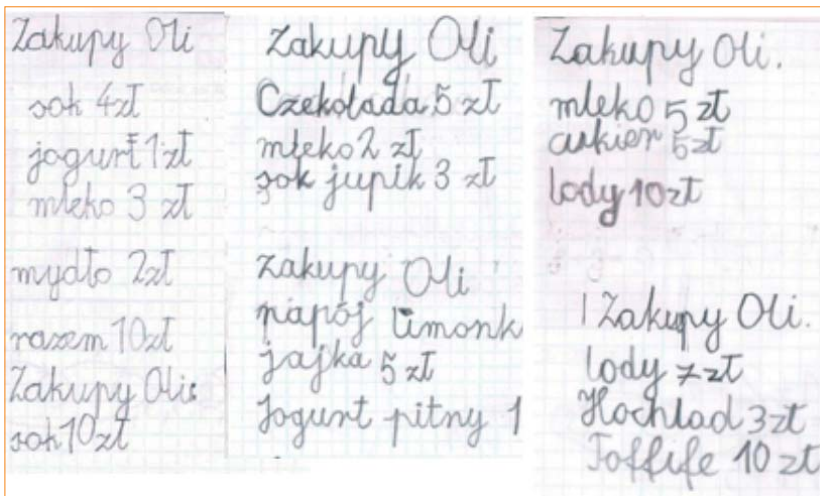 Zakupy Oli
sok 4zł
jogurt 1zł
mleko 3 zł
mydło 2zł
razem 10zł
Zakupy Oli.
sok 10zł
Zakupy Oli
Czekolada 5 zł
mleko 2 zł
sok jupik 3 zł
Zakupy Oli
napój limonk
jajka 5 zł
Jogurt pitny 1
Zakupy Oli.
mleko 5 zł
cukier 5zł
lody 10zł
Zakupy Oli.
lody 7zł
Hochlad 3zł
Toffife 10 zł